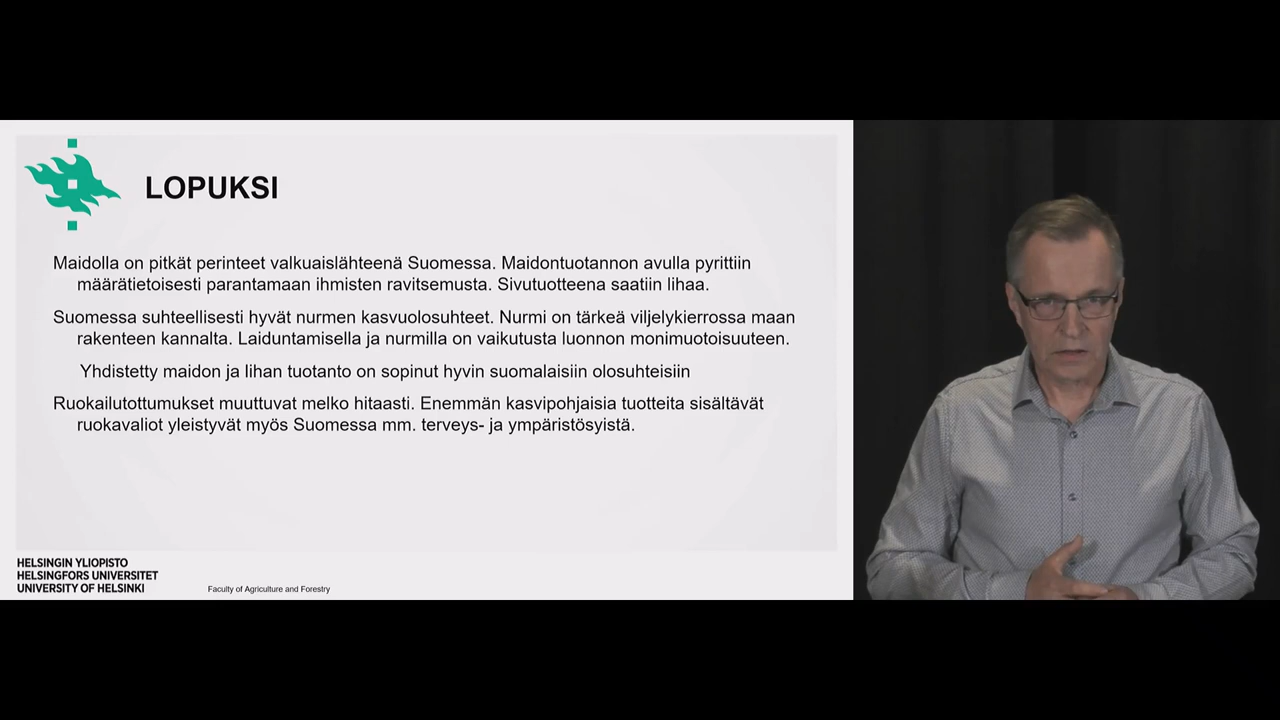 LOPUKSI
Maidolla on pitkät perinteet valkuaislähteenä Suomessa. Maidontuotannon avulla pyrittiin
määrätietoisesti parantamaan ihmisten ravitsemusta. Sivutuotteena saatiin lihaa.
Suomessa suhteellisesti hyvät nurmen kasvuolosuhteet. Nurmi on tärkeä viljelykierrossa maan
rakenteen kannalta. Laiduntamisella ja nurmilla on vaikutusta luonnon monimuotoisuuteen.
Yhdistetty maidon ja lihan tuotanto on sopinut hyvin suomalaisiin olosuhteisiin
Ruokailutottumukset muuttuvat melko hitaasti. Enemmän kasvipohjaisia tuotteita sisältävät
ruokavaliot yleistyvät myös Suomessa mm. terveys- ja ympäristösyistä.
HELSINGIN YLIOPISTO
HELSINGFORS UNIVERSITET
UNIVERSITY OF HELSINKI
Faculty of Agriculture and Forestry